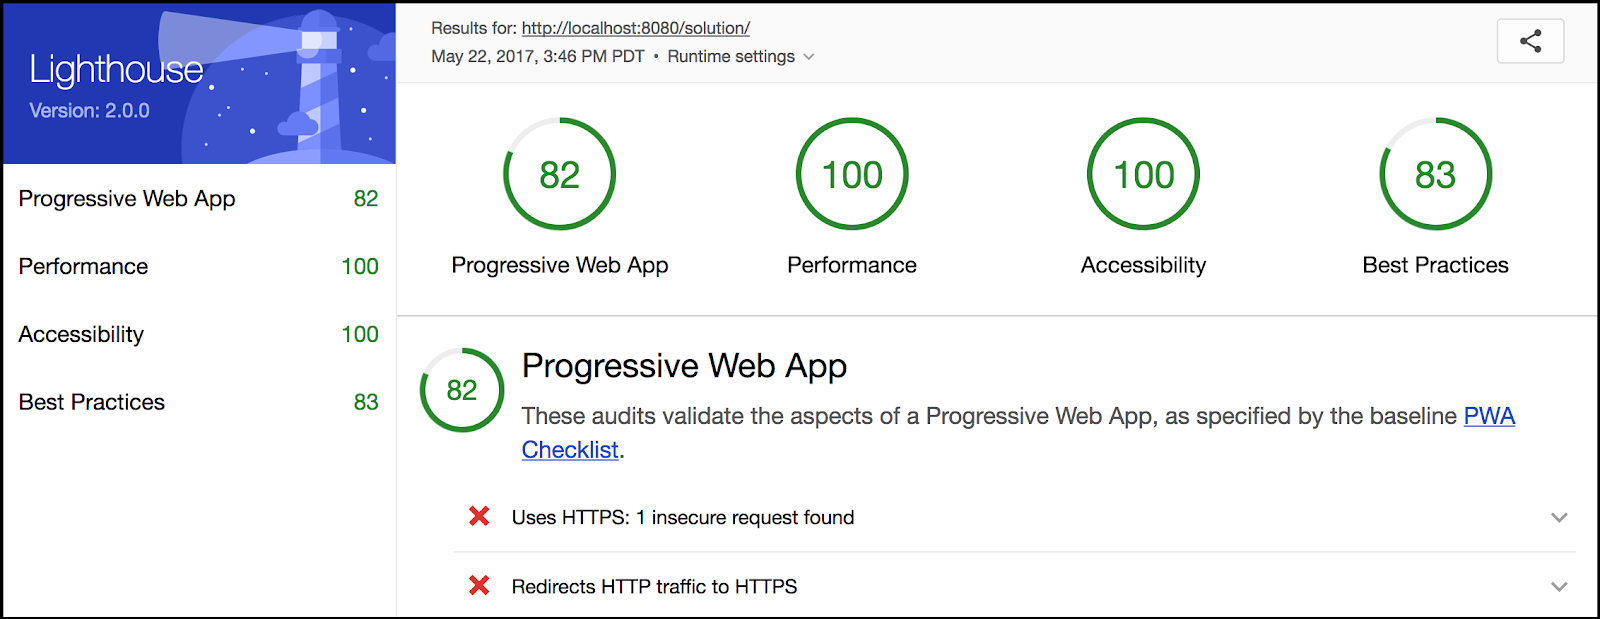 Lighthouse
Version: 2.0.0
Progressive Web App 82
Performance 100
Accessibility 100
Best Practices 83
Results for: http://localhost:8080/solution/
May 22, 2017, 3:46 PM PDT • Runtime settings
82 100 100 83
Progressive Web App Performance Accessibility Best Practices
82
Progressive Web App
These audits validate the aspects of a Progressive Web App, as specified by the baseline PWA
Checklist.
Uses HTTPS: 1 insecure request found
Redirects HTTP traffic to HTTPS